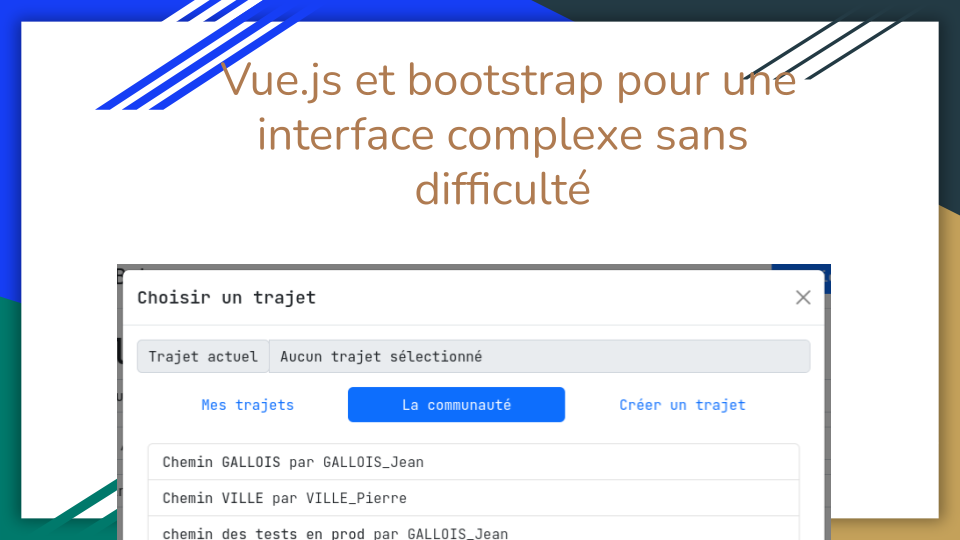 Vue.js et bootstrap pour une
interface complexe sans
difficulté
Choisir un trajet
Trajet actuel Aucun trajet sélectionné
Mes trajets La communauté Créer un trajet
Chemin GALLOIS par GALLOIS_Jean
Chemin VILLE par VILLE_Pierre
chemin des tests en prod par GALLOIS_Jean